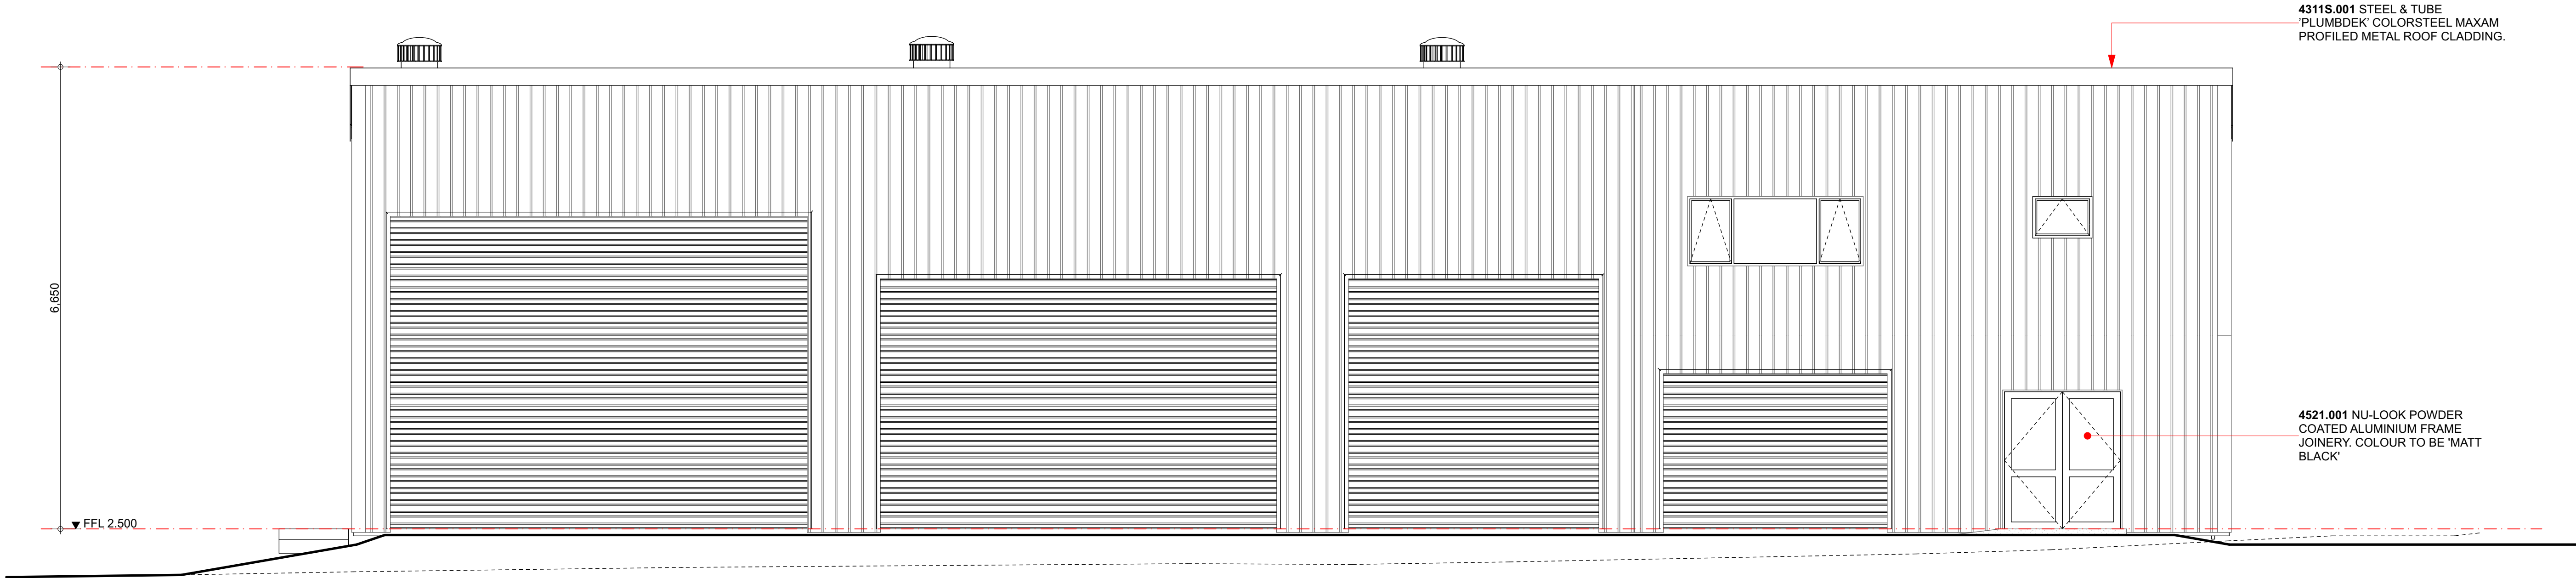 4311S.001 STEEL & TUBE
'PLUMBDEK' COLORSTEEL MAXAM
PROFILED METAL ROOF CLADDING.
6,650
4521.001 NU-LOOK POWDER
COATED ALUMINIUM FRAME
JOINERY. COLOUR TO BE 'MATT
BLACK'
FFL 2.500